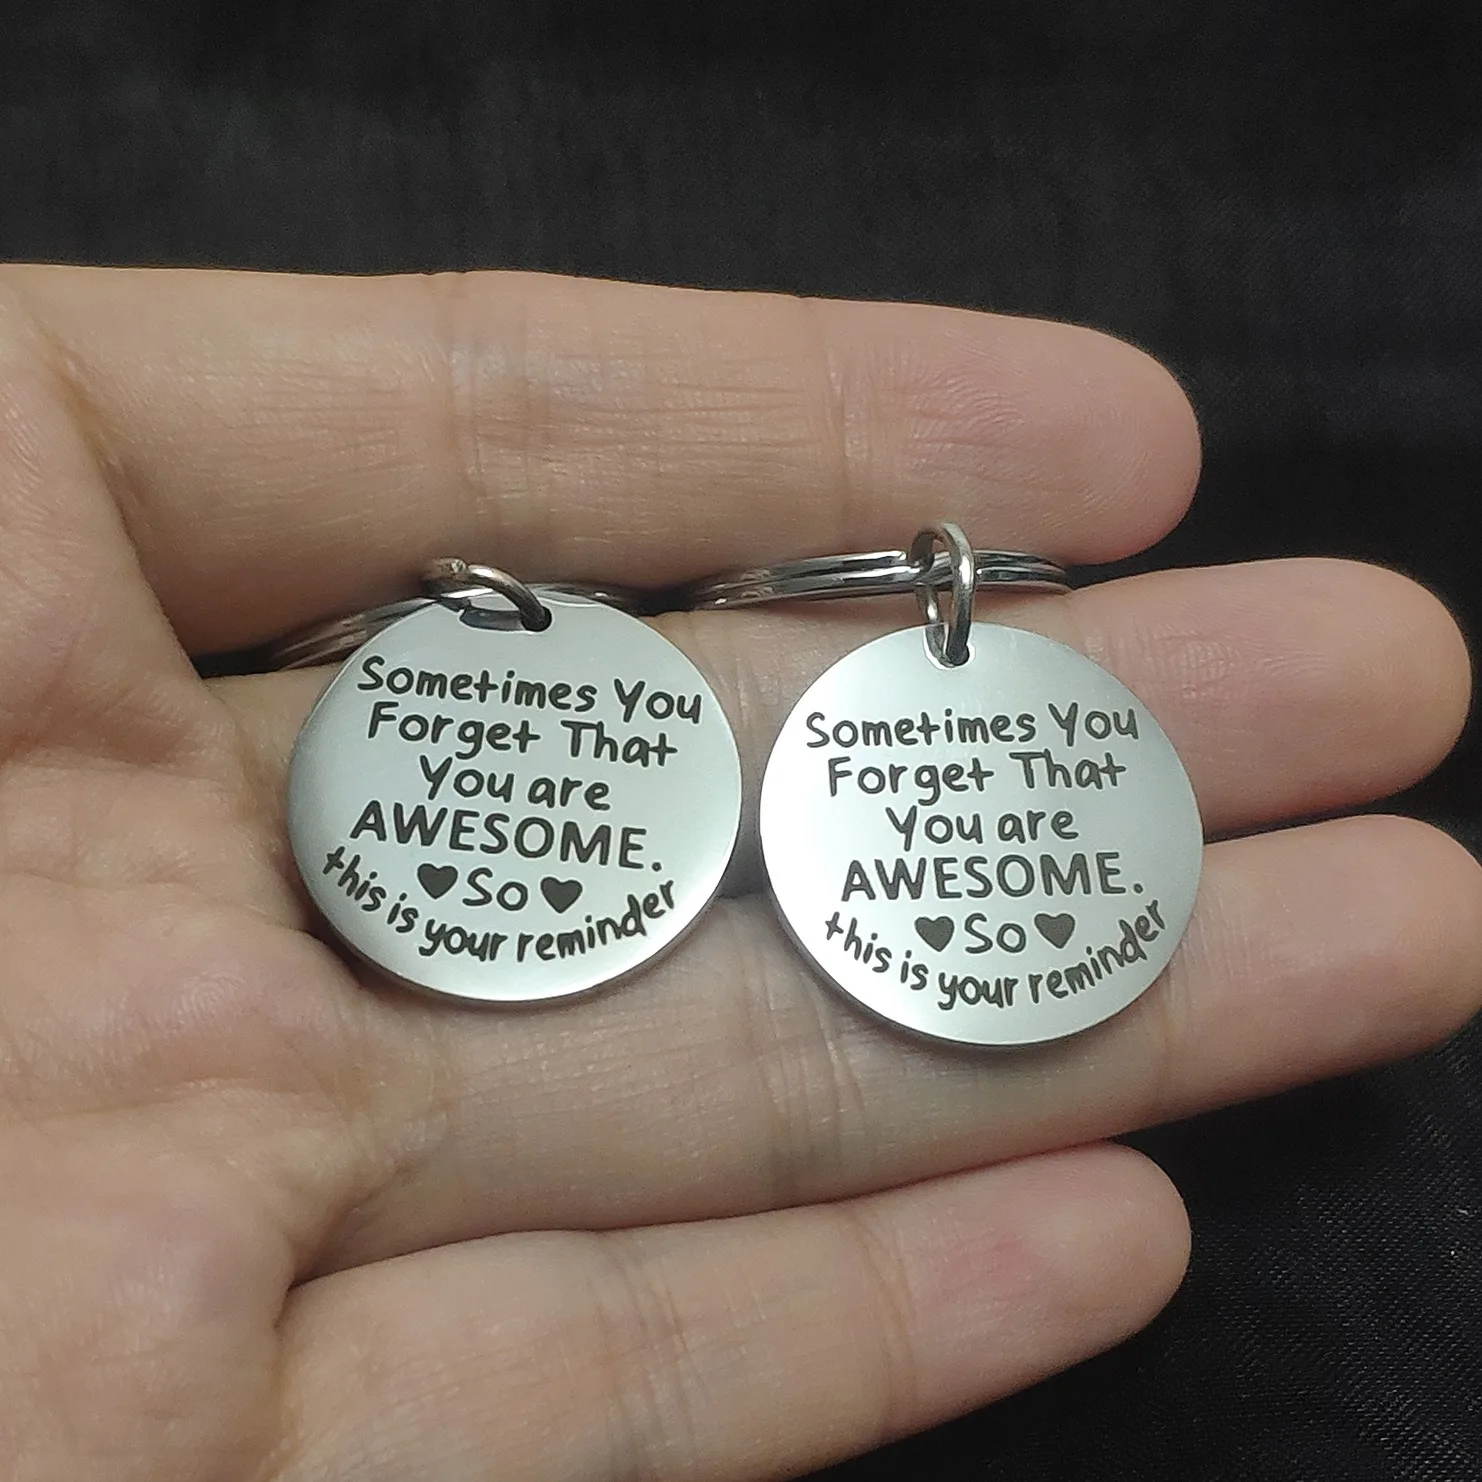 Sometimes You
Forget That
You are
AWESOME.
♥So♥
this is your reminder
Sometimes You
Forget That
You are
AWESOME.
♥So♥
this is your reminder